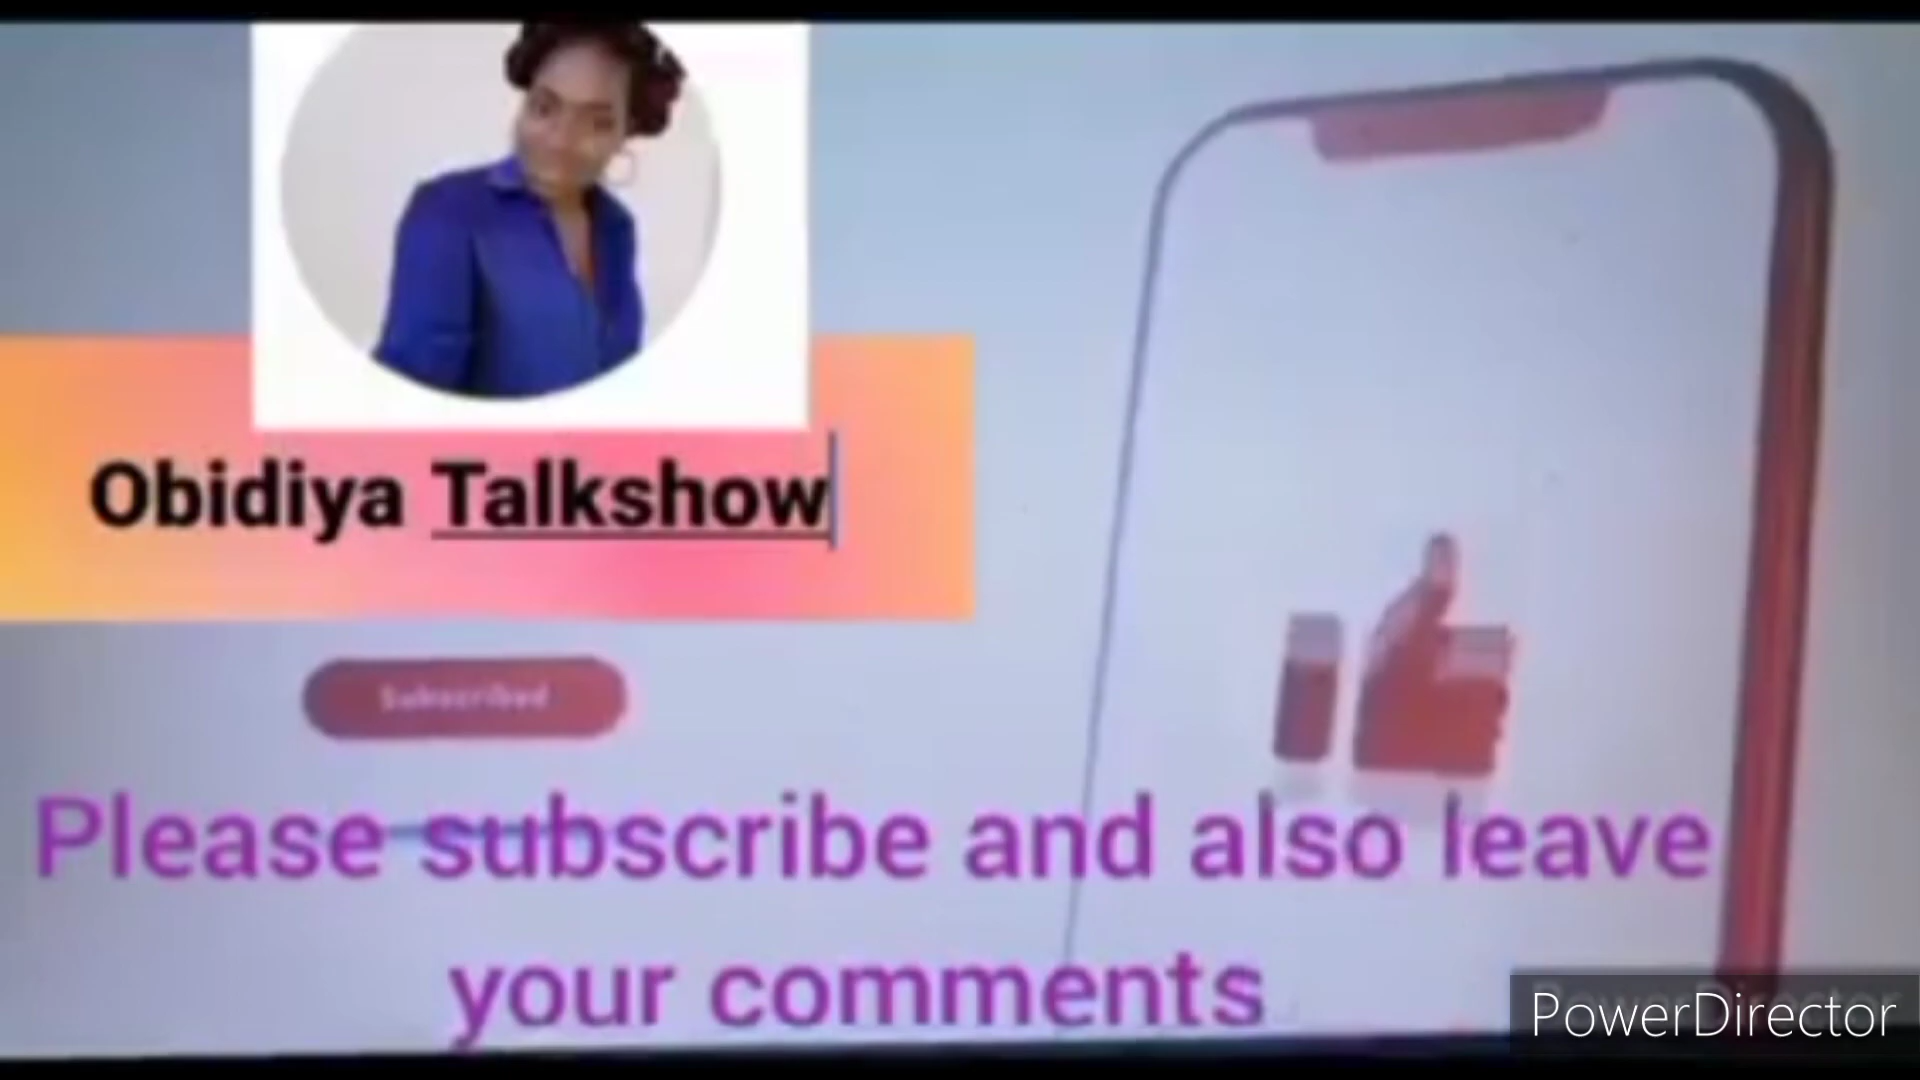 Obidiya Talkshow
Subscribed
Please subscribe and also leave
your comments
PowerDirector